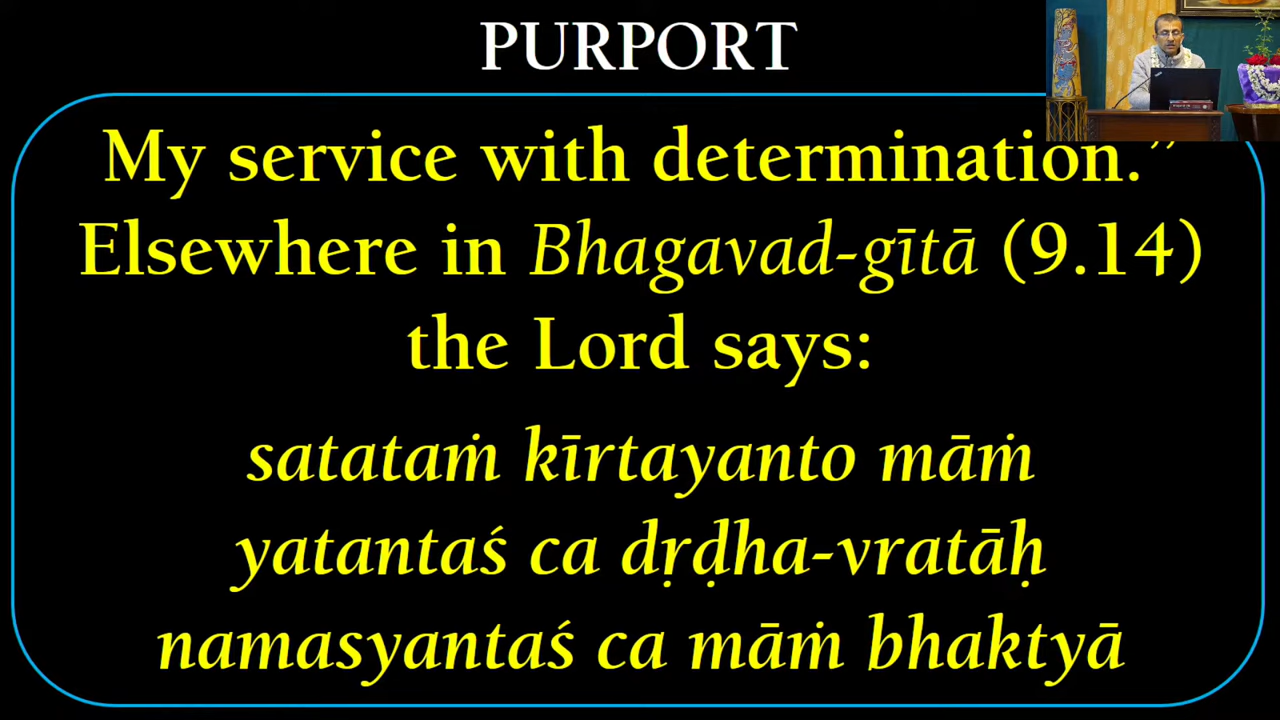 PURPORT
My service with determination.”
Elsewhere in Bhagavad-gītā (9.14)
the Lord says:
satataṁ kīrtayanto māṁ
yatantaś ca dṛḍha-vratāḥ
namasyantaś ca māṁ bhaktyā